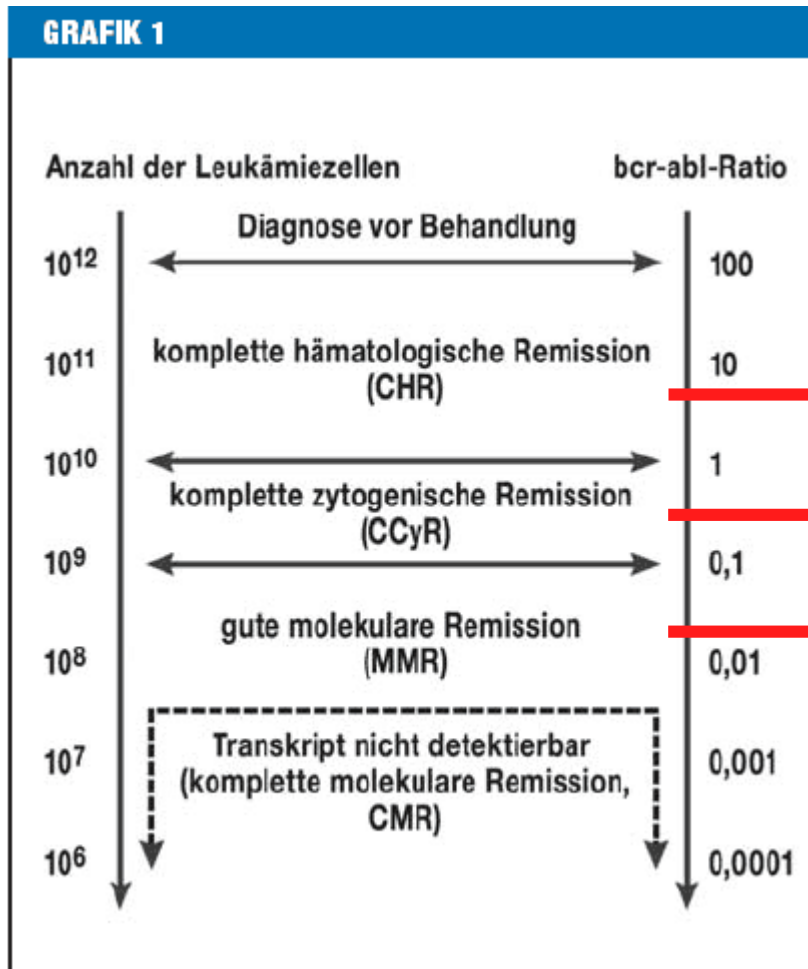 GRAFIK 1
Anzahl der Leukämiezellen bcr-abl-Ratio
Diagnose vor Behandlung
10¹² 100
komplette hämatologische Remission
10¹¹ 10
(CHR)
10¹⁰ 1
komplette zytogenische Remission
(CCyR)
10⁹ 0,1
gute molekulare Remission
10⁸ (MMR) 0,01
Transkript nicht detektierbar
10⁷ 0,001
(komplette molekulare Remission,
CMR)
10⁶ 0,0001